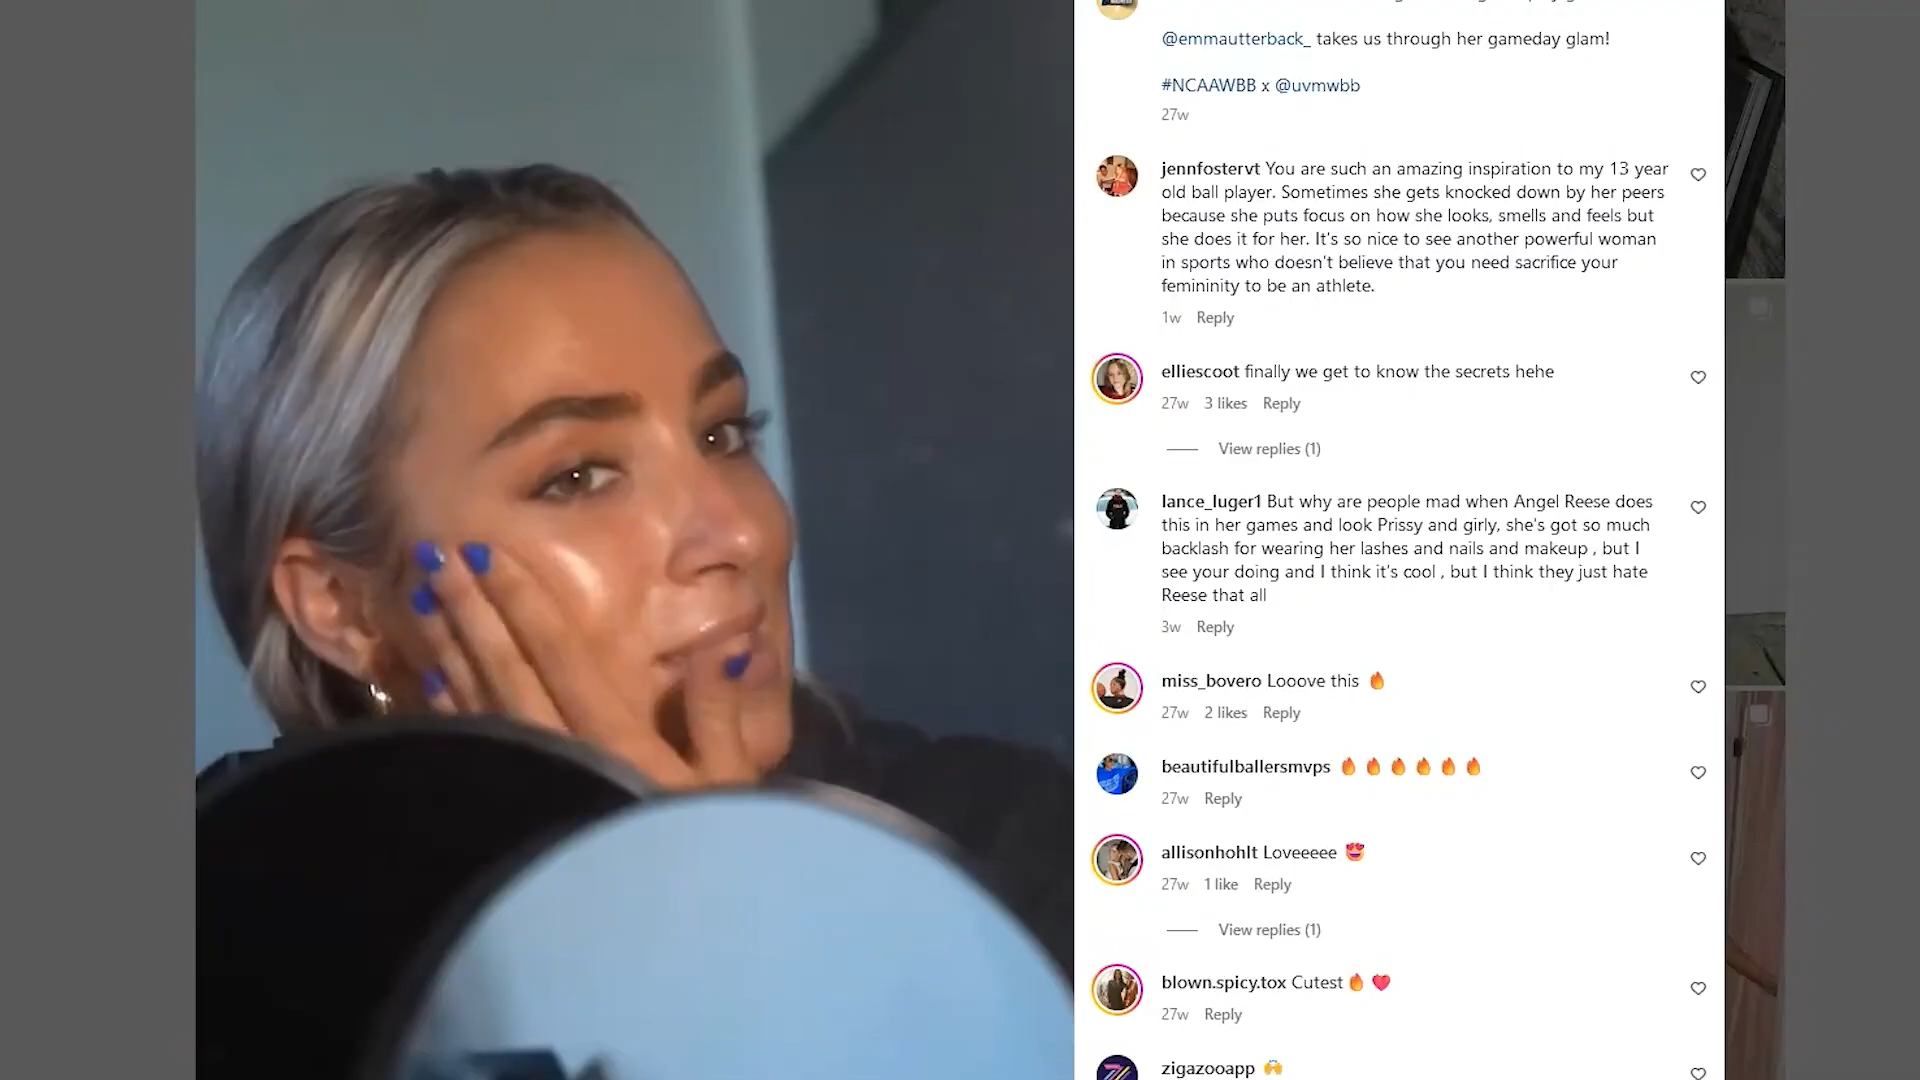 @emmautterback_ takes us through her gameday glam!
#NCAAWBB x @uvmwbb
27w
jennfostervt You are such an amazing inspiration to my 13 year
old ball player. Sometimes she gets knocked down by her peers
because she puts focus on how she looks, smells and feels but
she does it for her. It's so nice to see another powerful woman
in sports who doesn't believe that you need sacrifice your
femininity to be an athlete.
1w Reply
elliescoot finally we get to know the secrets hehe
27w 3 likes Reply
View replies (1)
lance_luger1 But why are people mad when Angel Reese does
this in her games and look Prissy and girly, she's got so much
backlash for wearing her lashes and nails and makeup , but I
see your doing and I think it's cool , but I think they just hate
Reese that all
3w Reply
miss_bovero Looove this 🔥
27w 2 likes Reply
beautifulballersmvps 🔥🔥🔥🔥🔥🔥
27w Reply
allisonhohlt Loveeeee 😍
27w 1 like Reply
View replies (1)
blown.spicy.tox Cutest🔥❤️
27w Reply
zigazooapp 🙌